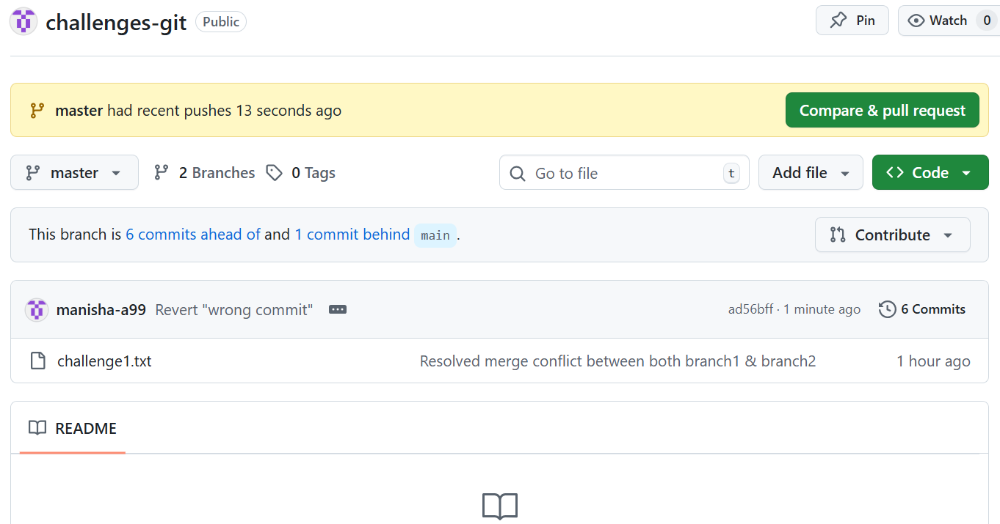 challenges-git Public Pin Watch 0
master had recent pushes 13 seconds ago Compare & pull request
master 2 Branches 0 Tags Go to file t Add file Code
This branch is 6 commits ahead of and 1 commit behind main . Contribute
manisha-a99 Revert "wrong commit" ad56bff · 1 minute ago 6 Commits
challenge1.txt Resolved merge conflict between both branch1 & branch2 1 hour ago
README